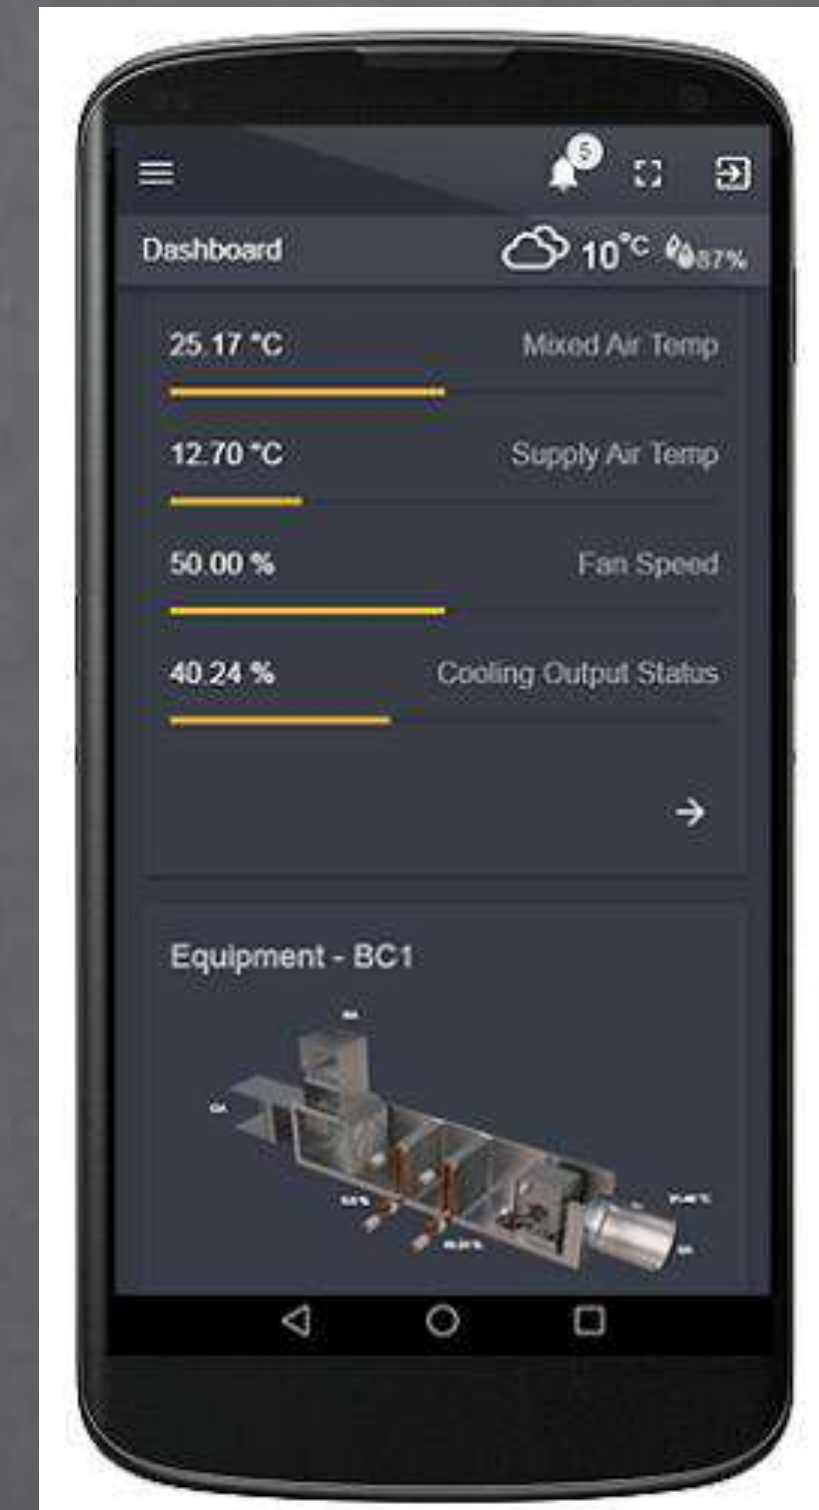 5
Dashboard 10°C 87%
25.17 °C Mixed Air Temp
12.70 °C Supply Air Temp
50.00 % Fan Speed
40.24 % Cooling Output Status
Equipment - BC1